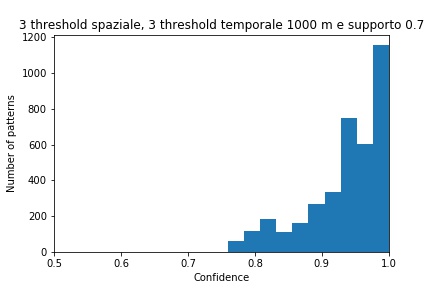 3 threshold spaziale, 3 threshold temporale 1000 m e supporto 0.7
1200
1000
800
600
400
200
0
Number of patterns
0.5 0.6 0.7 0.8 0.9 1.0
Confidence